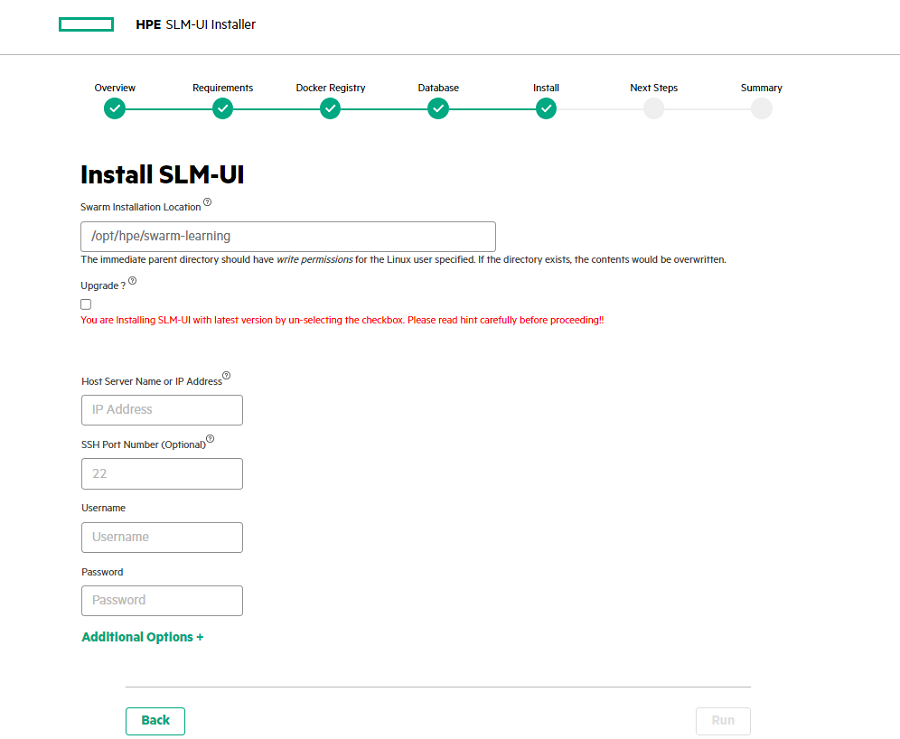 HPE SLM-UI Installer
Overview Requirements Docker Registry Database Install Next Steps Summary
Install SLM-UI
Swarm Installation Location
/opt/hpe/swarm-learning
The immediate parent directory should have write permissions for the Linux user specified. If the directory exists, the contents would be overwritten.
Upgrade ?
You are Installing SLM-UI with latest version by un-selecting the checkbox. Please read hint carefully before proceeding!!
Host Server Name or IP Address
IP Address
SSH Port Number (Optional)
22
Username
Username
Password
Password
Additional Options +
Back Run